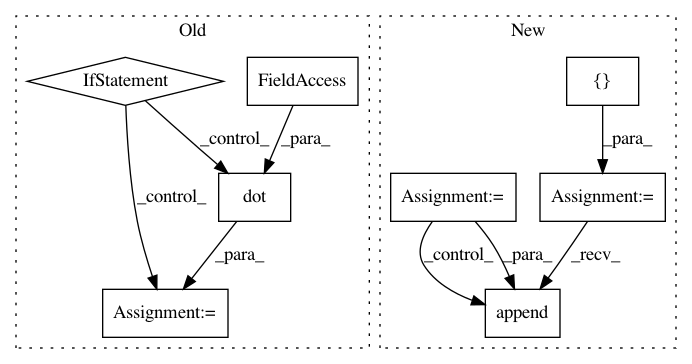 Old
New
IfStatement
FieldAccess
{}
_control_
_para_
_para_
_control_
dot
Assignment:=
Assignment:=
_para_
_control_
_para_
_recv_
Assignment:=
append